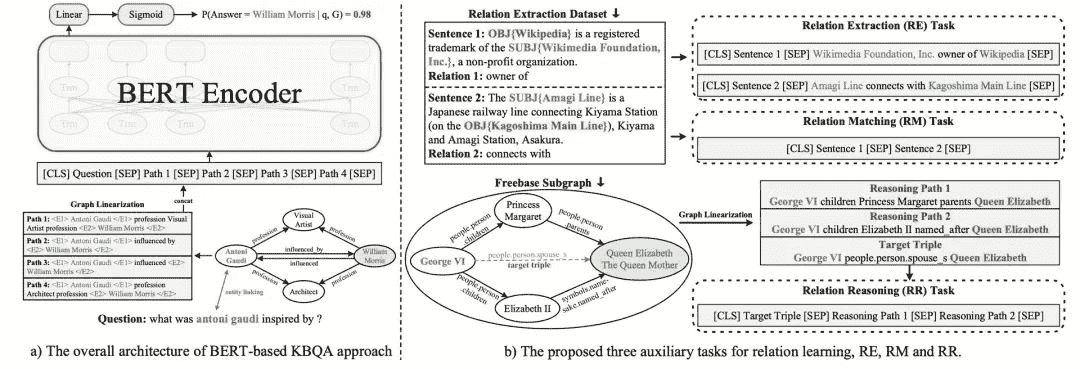 Linear
Sigmoid
P(Answer = William Morris | q, G) = 0.98
BERT Encoder
Trm
Trm
Trm
Trm
Trm
Trm
Trm
Trm
[CLS] Question [SEP] Path 1 [SEP] Path 2 [SEP] Path 3 [SEP] Path 4 [SEP]
concat
Graph Linearization
Path 1: <E1> Antoni Gaudi </E1> profession Visual
Artist profession <E2> William Morris </E2>
Path 2: <E1> Antoni Gaudi </E1> influenced by
<E2> William Morris </E2>
Path 3: <E1> Antoni Gaudi </E1> influenced <E2>
William Morris </E2>
Path 4: <E1> Antoni Gaudi </E1> profession
Architect profession <E2> William Morris </E2>
Visual
Artist
profession
profession
Antoni
Gaudi
influenced_by
influenced
William
Morris
profession
profession
Architect
entity linking
Question: what was antoni gaudi inspired by ?
a) The overall architecture of BERT-based KBQA approach
Relation Extraction Dataset ↓
Sentence 1: OBJ{Wikipedia} is a registered
trademark of the SUBJ{Wikimedia Foundation,
Inc.}, a non-profit organization.
Relation 1: owner of
Sentence 2: The SUBJ{Amagi Line} is a
Japanese railway line connecting Kiyama Station
(on the OBJ{Kagoshima Main Line}), Kiyama
and Amagi Station, Asakura.
Relation 2: connects with
Relation Extraction (RE) Task
[CLS] Sentence 1 [SEP] Wikimedia Foundation, Inc. owner of Wikipedia [SEP]
[CLS] Sentence 2 [SEP] Amagi Line connects with Kagoshima Main Line [SEP]
Relation Matching (RM) Task
[CLS] Sentence 1 [SEP] Sentence 2 [SEP]
Freebase Subgraph ↓
Princess
Margaret
people.person
.children
people.person
.parents
George VI
people.person.spouse_s
target triple
Queen Elizabeth
The Queen Mother
people.person
.children
symbols.name-
sake.named_after
Elizabeth II
Graph Linearization
Reasoning Path 1
George VI children Princess Margaret parents Queen Elizabeth
Reasoning Path 2
George VI children Elizabeth II named_after Queen Elizabeth
Target Triple
George VI people.person.spouse_s Queen Elizabeth
Relation Reasoning (RR) Task
[CLS] Target Triple [SEP] Reasoning Path 1 [SEP] Reasoning Path 2 [SEP]
b) The proposed three auxiliary tasks for relation learning, RE, RM and RR.